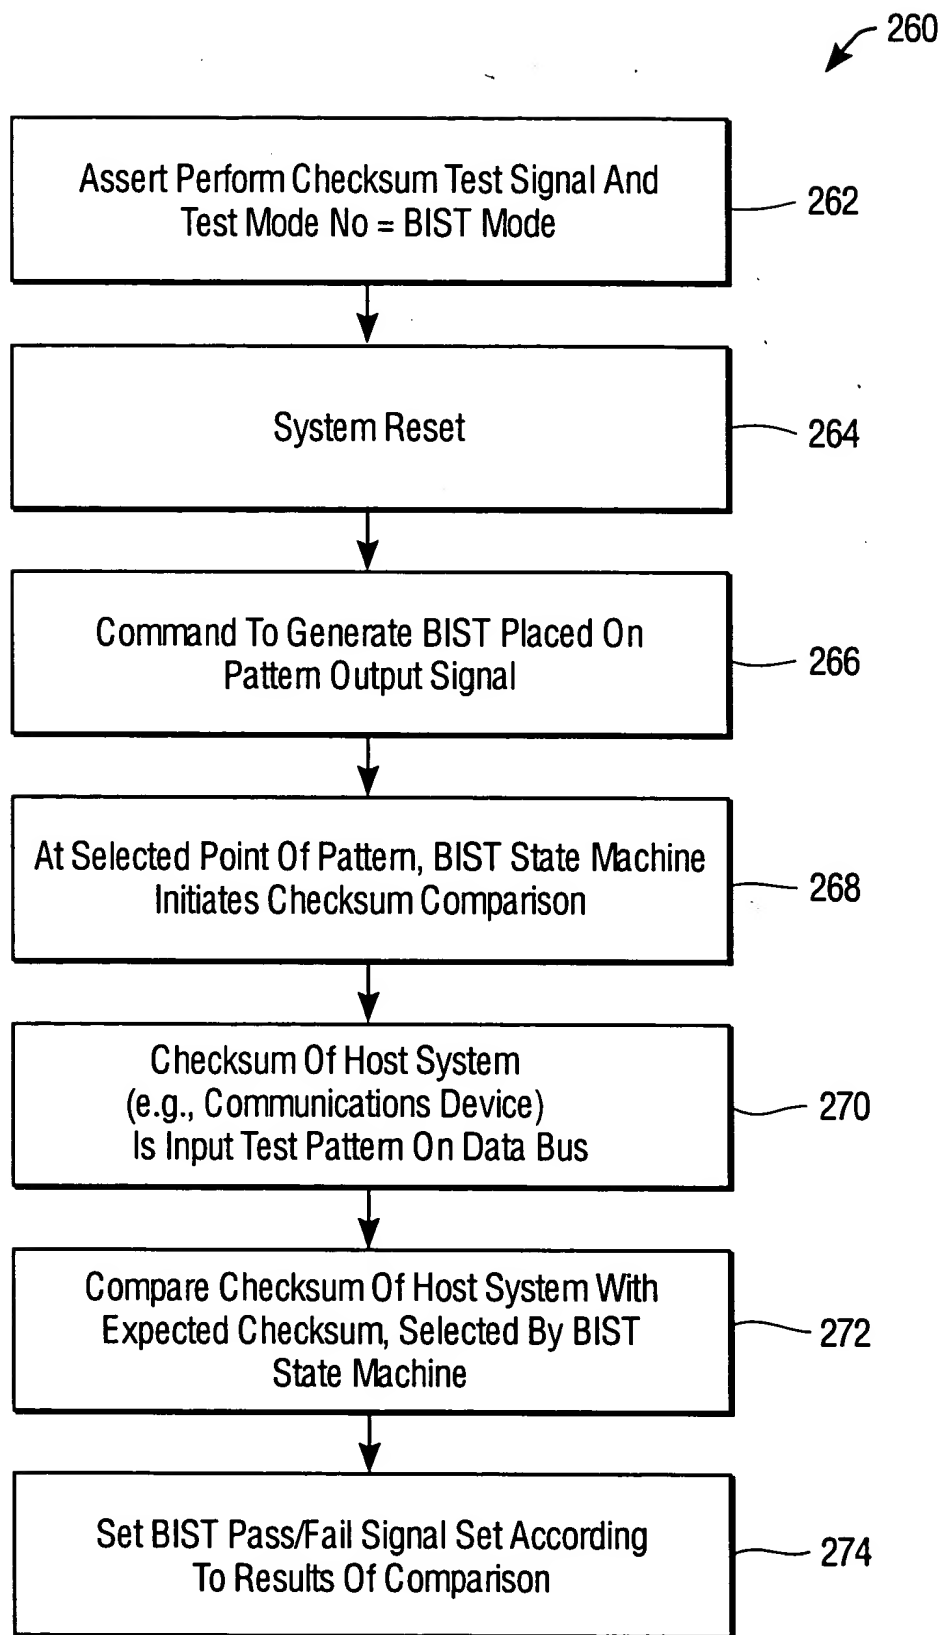 260
Assert Perform Checksum Test Signal And
Test Mode No = BIST Mode
262
System Reset
264
Command To Generate BIST Placed On
Pattern Output Signal
266
At Selected Point Of Pattern, BIST State Machine
Initiates Checksum Comparison
268
Checksum Of Host System
(e.g., Communications Device)
Is Input Test Pattern On Data Bus
270
Compare Checksum Of Host System With
Expected Checksum, Selected By BIST
State Machine
272
Set BIST Pass/Fail Signal Set According
To Results Of Comparison
274